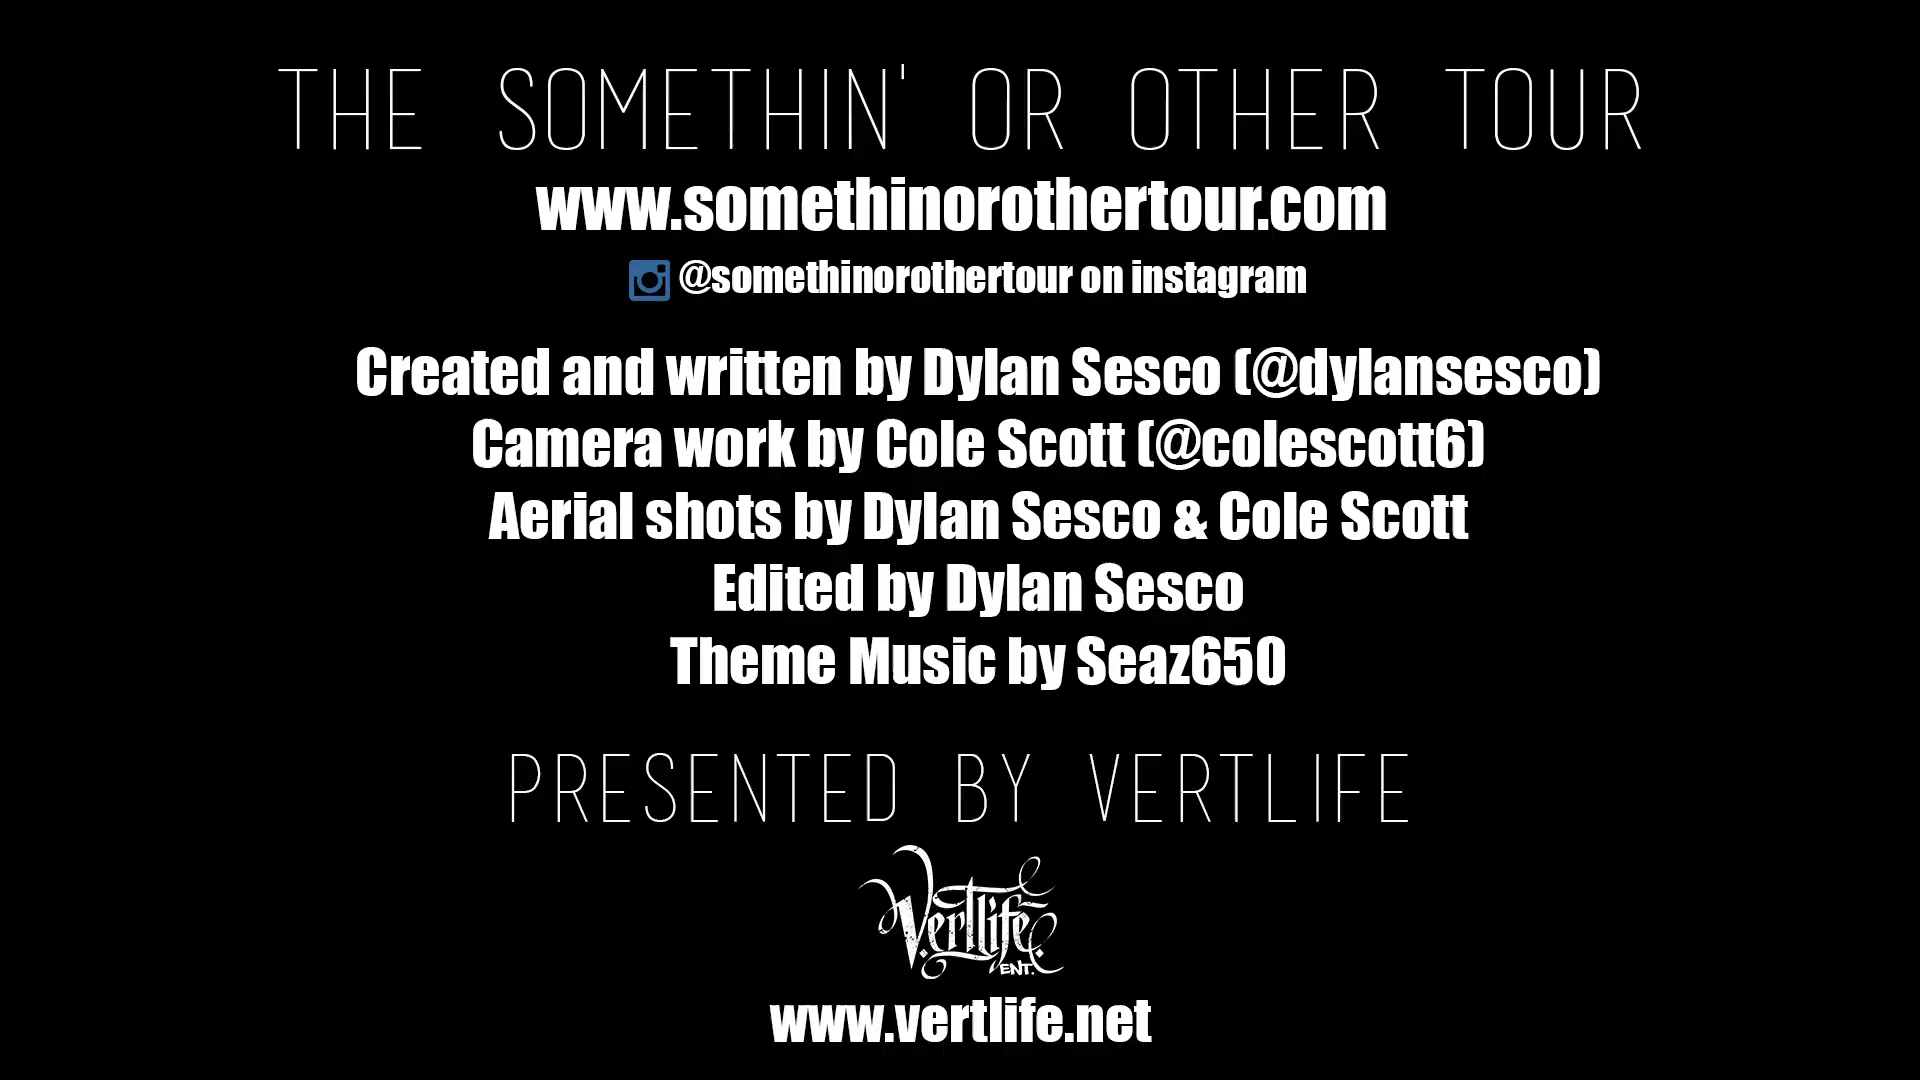 THE SOMETHIN' OR OTHER TOUR
www.somethinorothertour.com
@somethinorothertour on instagram
Created and written by Dylan Sesco (@dylansesco)
Camera work by Cole Scott (@colescott6)
Aerial shots by Dylan Sesco & Cole Scott
Edited by Dylan Sesco
Theme Music by Seaz650
PRESENTED BY VERTLIFE
Vertlife
ENT.
www.vertlife.net